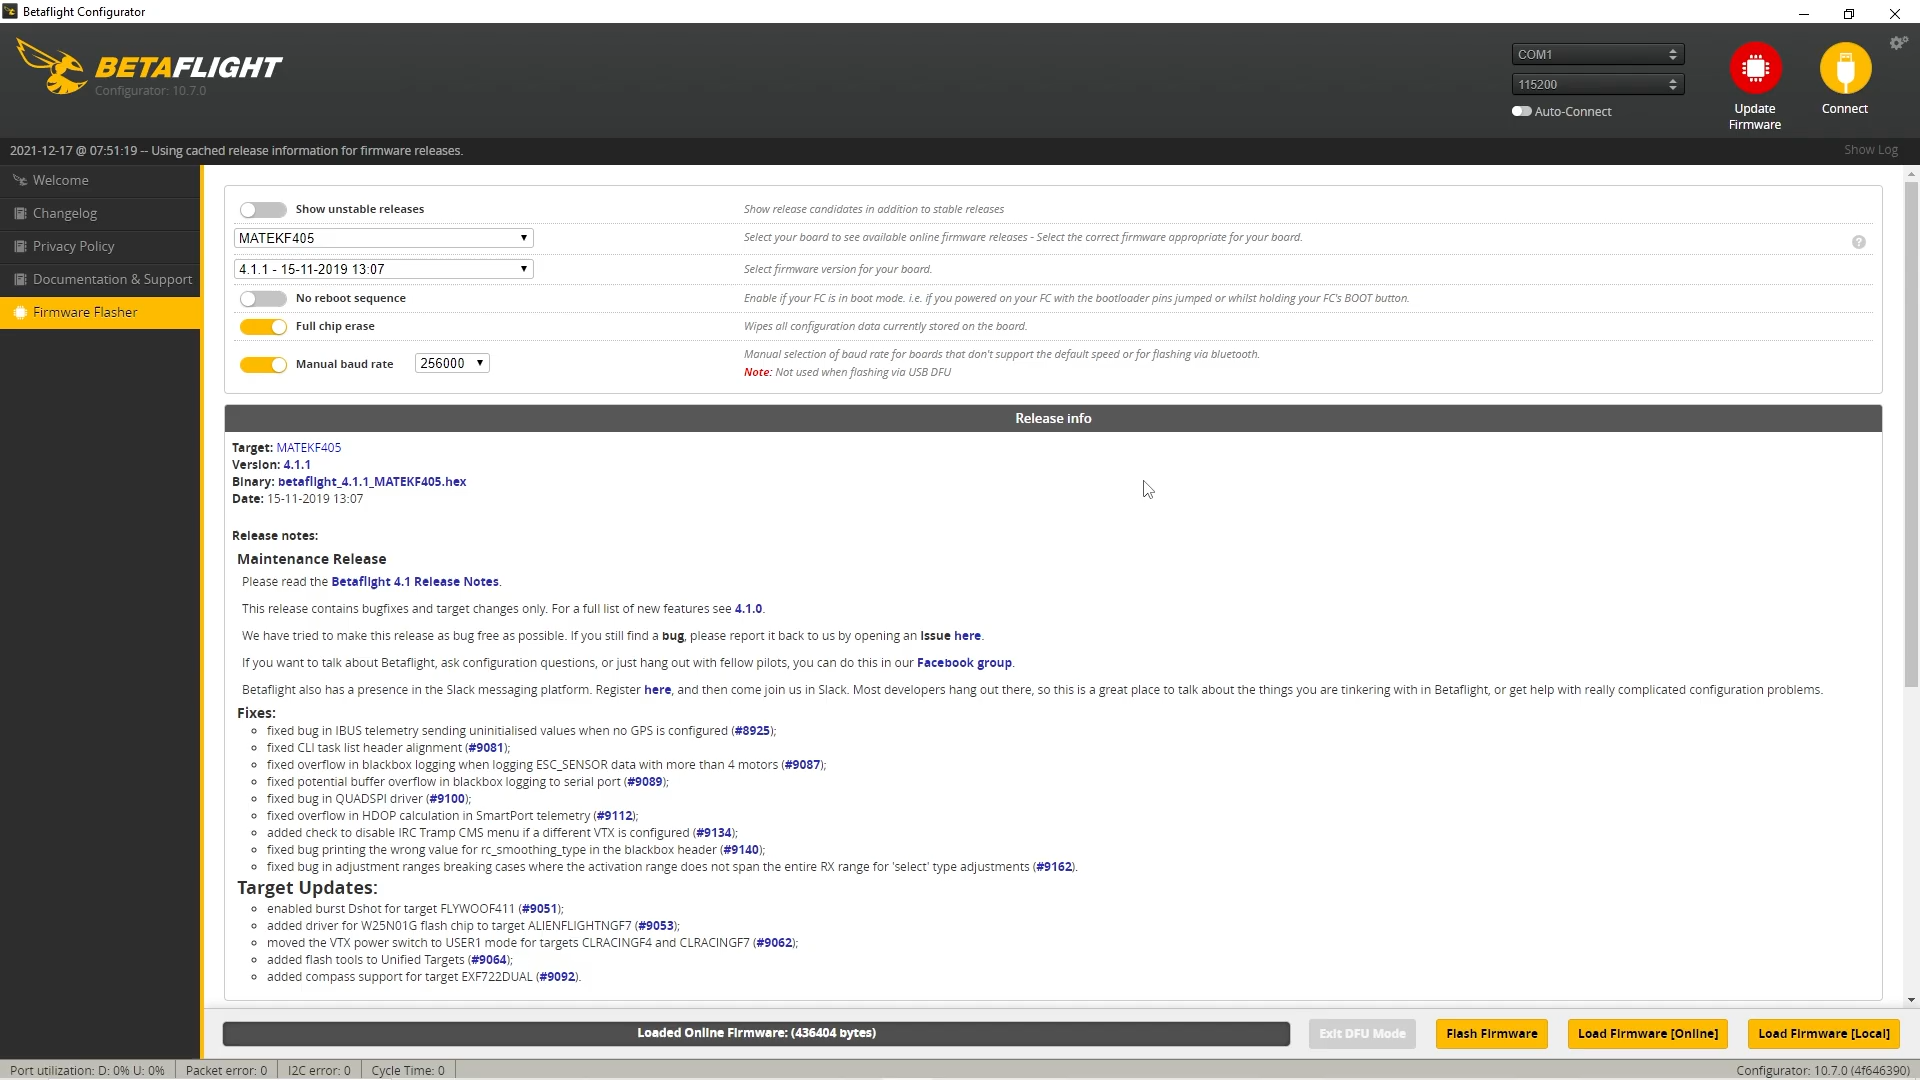 Betaflight Configurator
BETAFLIGHT
Configurator: 10.7.0
COM1
115200
Auto-Connect
Update
Firmware
Connect
2021-12-17 @ 07:51:19 -- Using cached release information for firmware releases.
Show Log
Welcome
Changelog
Privacy Policy
Documentation & Support
Firmware Flasher
Show unstable releases
Show release candidates in addition to stable releases
MATEKF405
Select your board to see available online firmware releases - Select the correct firmware appropriate for your board.
?
4.1.1 - 15-11-2019 13:07
Select firmware version for your board.
No reboot sequence
Enable if your FC is in boot mode. i.e. if you powered on your FC with the bootloader pins jumped or whilst holding your FC's BOOT button.
Full chip erase
Wipes all configuration data currently stored on the board.
Manual baud rate
256000
Manual selection of baud rate for boards that don't support the default speed or for flashing via bluetooth.
Note: Not used when flashing via USB DFU
Release info
Target: MATEKF405
Version: 4.1.1
Binary: betaflight_4.1.1_MATEKF405.hex
Date: 15-11-2019 13:07
Release notes:
Maintenance Release
Please read the Betaflight 4.1 Release Notes.
This release contains bugfixes and target changes only. For a full list of new features see 4.1.0.
We have tried to make this release as bug free as possible. If you still find a bug, please report it back to us by opening an Issue here.
If you want to talk about Betaflight, ask configuration questions, or just hang out with fellow pilots, you can do this in our Facebook group.
Betaflight also has a presence in the Slack messaging platform. Register here, and then come join us in Slack. Most developers hang out there, so this is a great place to talk about the things you are tinkering with in Betaflight, or get help with really complicated configuration problems.
Fixes:
fixed bug in IBUS telemetry sending uninitialised values when no GPS is configured (#8925);
fixed CLI task list header alignment (#9081);
fixed overflow in blackbox logging when logging ESC_SENSOR data with more than 4 motors (#9087);
fixed potential buffer overflow in blackbox logging to serial port (#9089);
fixed bug in QUADSPI driver (#9100);
fixed overflow in HDOP calculation in SmartPort telemetry (#9112);
added check to disable IRC Tramp CMS menu if a different VTX is configured (#9134);
fixed bug printing the wrong value for rc_smoothing_type in the blackbox header (#9140);
fixed bug in adjustment ranges breaking cases where the activation range does not span the entire RX range for 'select' type adjustments (#9162).
Target Updates:
enabled burst Dshot for target FLYWOOF411 (#9051);
added driver for W25N01G flash chip to target ALIENFLIGHTNGF7 (#9053);
moved the VTX power switch to USER1 mode for targets CLRACINGF4 and CLRACINGF7 (#9062);
added flash tools to Unified Targets (#9064);
added compass support for target EXF722DUAL (#9092).
Loaded Online Firmware: (436404 bytes)
Exit DFU Mode
Flash Firmware
Load Firmware [Online]
Load Firmware [Local]
Port utilization: D: 0% U: 0%
Packet error: 0
I2C error: 0
Cycle Time: 0
Configurator: 10.7.0 (4f646390)